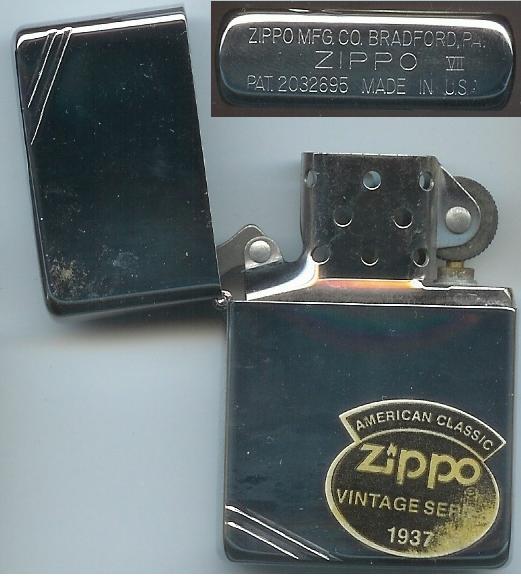 ZIPPO MFG. CO. BRADFORD, PA.
ZIPPO VII
PAT. 2032695 MADE IN U.S.A.
AMERICAN CLASSIC
Zippo
VINTAGE
1937